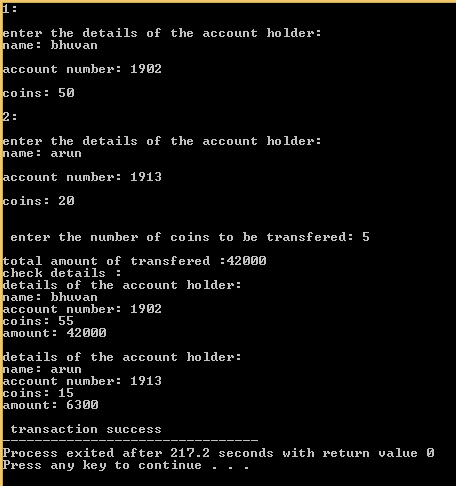 1:
enter the details of the account holder:
name: bhuvan
account number: 1902
coins: 50
2:
enter the details of the account holder:
name: arun
account number: 1913
coins: 20
enter the number of coins to be transfered: 5
total amount of transfered :42000
check details :
details of the account holder:
name: bhuvan
account number: 1902
coins: 55
amount: 42000
details of the account holder:
name: arun
account number: 1913
coins: 15
amount: 6300
transaction success
--------------------------------
Process exited after 217.2 seconds with return value 0
Press any key to continue . . .